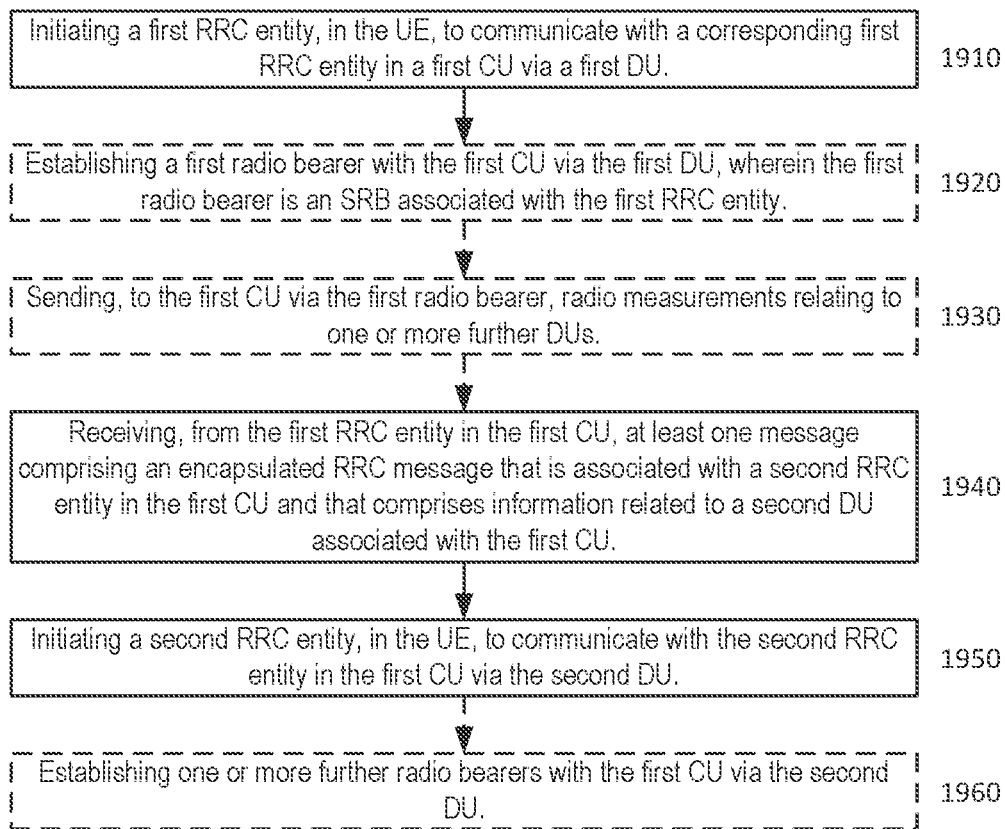 Initiating a first RRC entity, in the UE, to communicate with a corresponding first
RRC entity in a first CU via a first DU.
1910
Establishing a first radio bearer with the first CU via the first DU, wherein the first
radio bearer is an SRB associated with the first RRC entity.
1920
Sending, to the first CU via the first radio bearer, radio measurements relating to
one or more further DUs.
1930
Receiving, from the first RRC entity in the first CU, at least one message
comprising an encapsulated RRC message that is associated with a second RRC
entity in the first CU and that comprises information related to a second DU
associated with the first CU.
1940
Initiating a second RRC entity, in the UE, to communicate with the second RRC
entity in the first CU via the second DU.
1950
Establishing one or more further radio bearers with the first CU via the second
DU.
1960